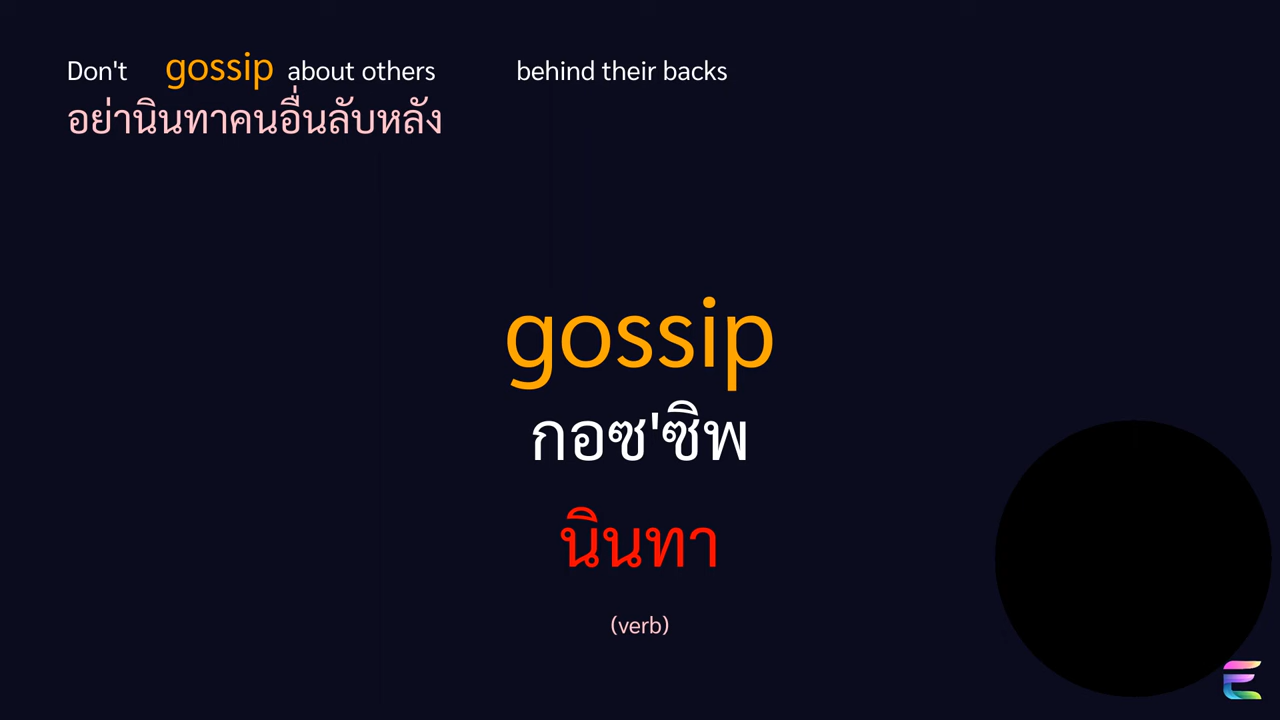 Don't gossip about others behind their backs
อย่านินทาคนอื่นลับหลัง
gossip
กอซ'ซิพ
นินทา
(verb)